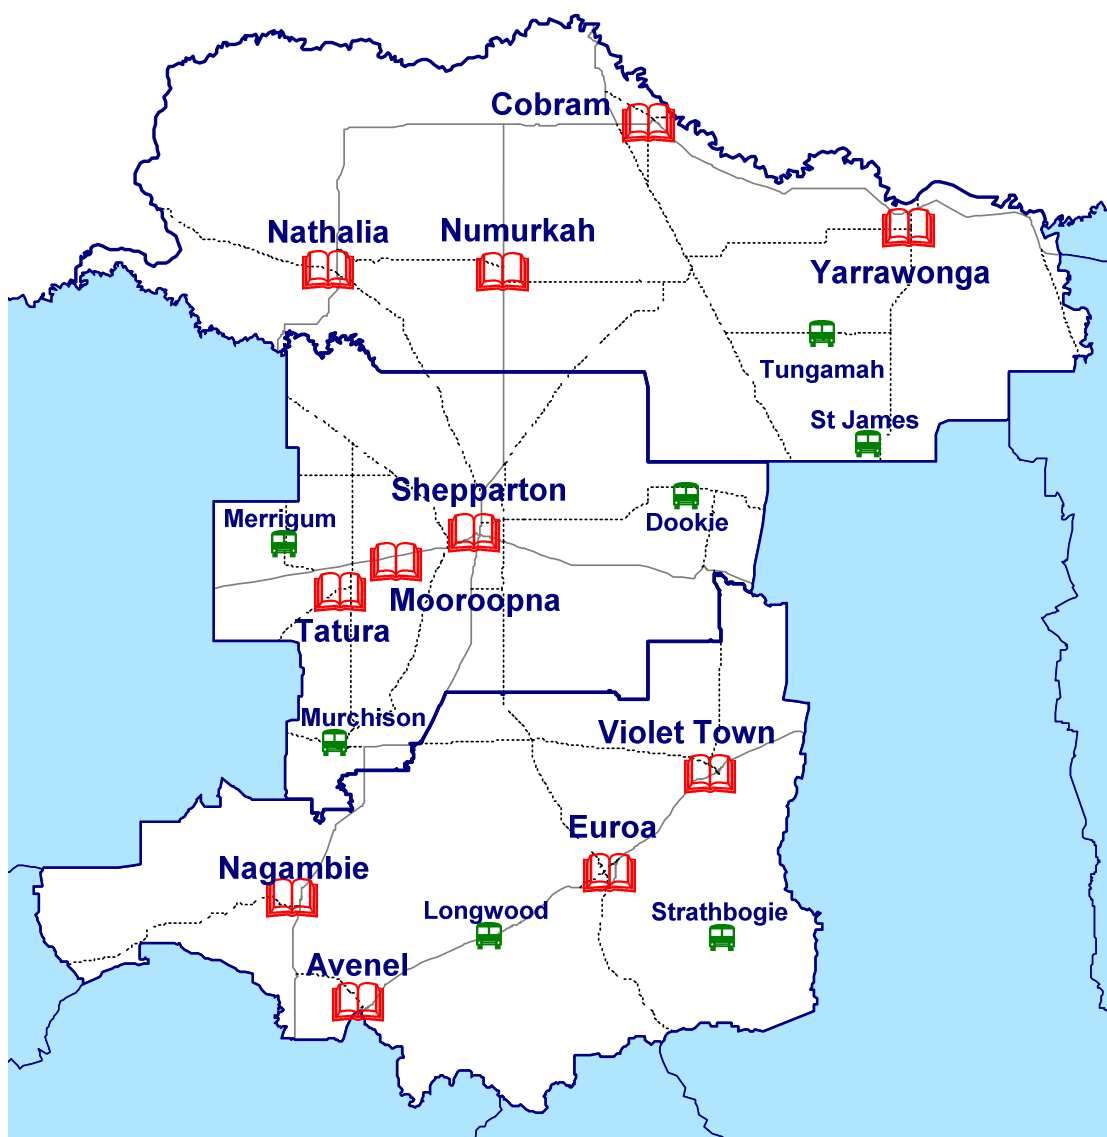 Cobram
Nathalia
Numurkah
Yarrawonga
Tungamah
St James
Shepparton
Merrigum
Dookie
Mooroopna
Tatura
Murchison
Violet Town
Euroa
Nagambie
Longwood
Strathbogie
Avenel